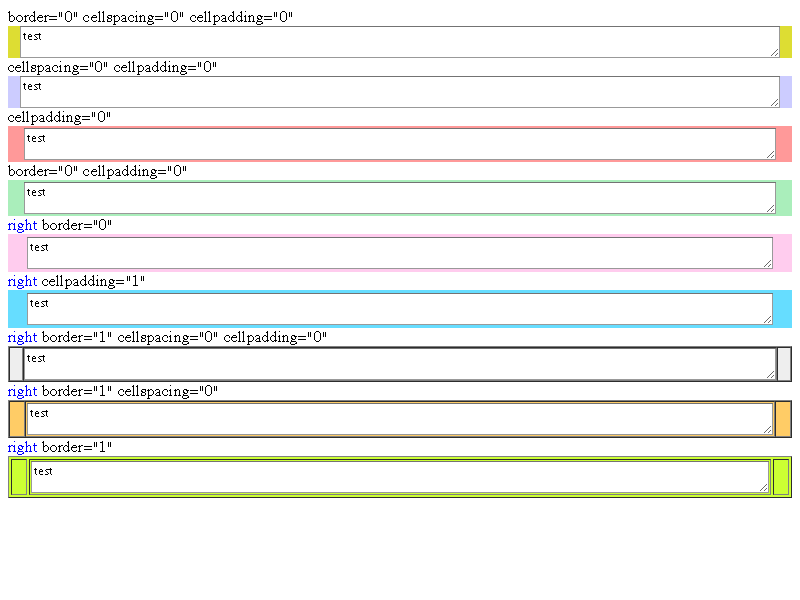 border="0" cellspacing="0" cellpadding="0"
test
cellspacing="0" cellpadding="0"
test
cellpadding="0"
test
border="0" cellpadding="0"
test
right border="0"
test
right cellpadding="1"
test
right border="1" cellspacing="0" cellpadding="0"
test
right border="1" cellspacing="0"
test
right border="1"
test